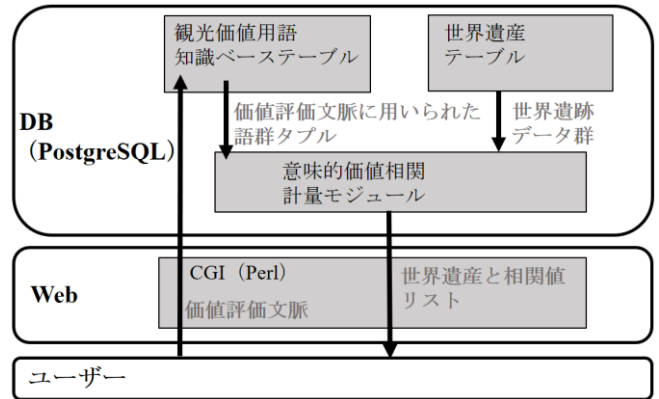 観光価値用語
知識ベーステーブル
世界遺産
テーブル
DB
（PostgreSQL）
価値評価文脈に用いられた
語群タプル
世界遺跡
データ群
意味的価値相関
計量モジュール
Web
CGI（Perl）
価値評価文脈
世界遺産と相関値
リスト
ユーザー